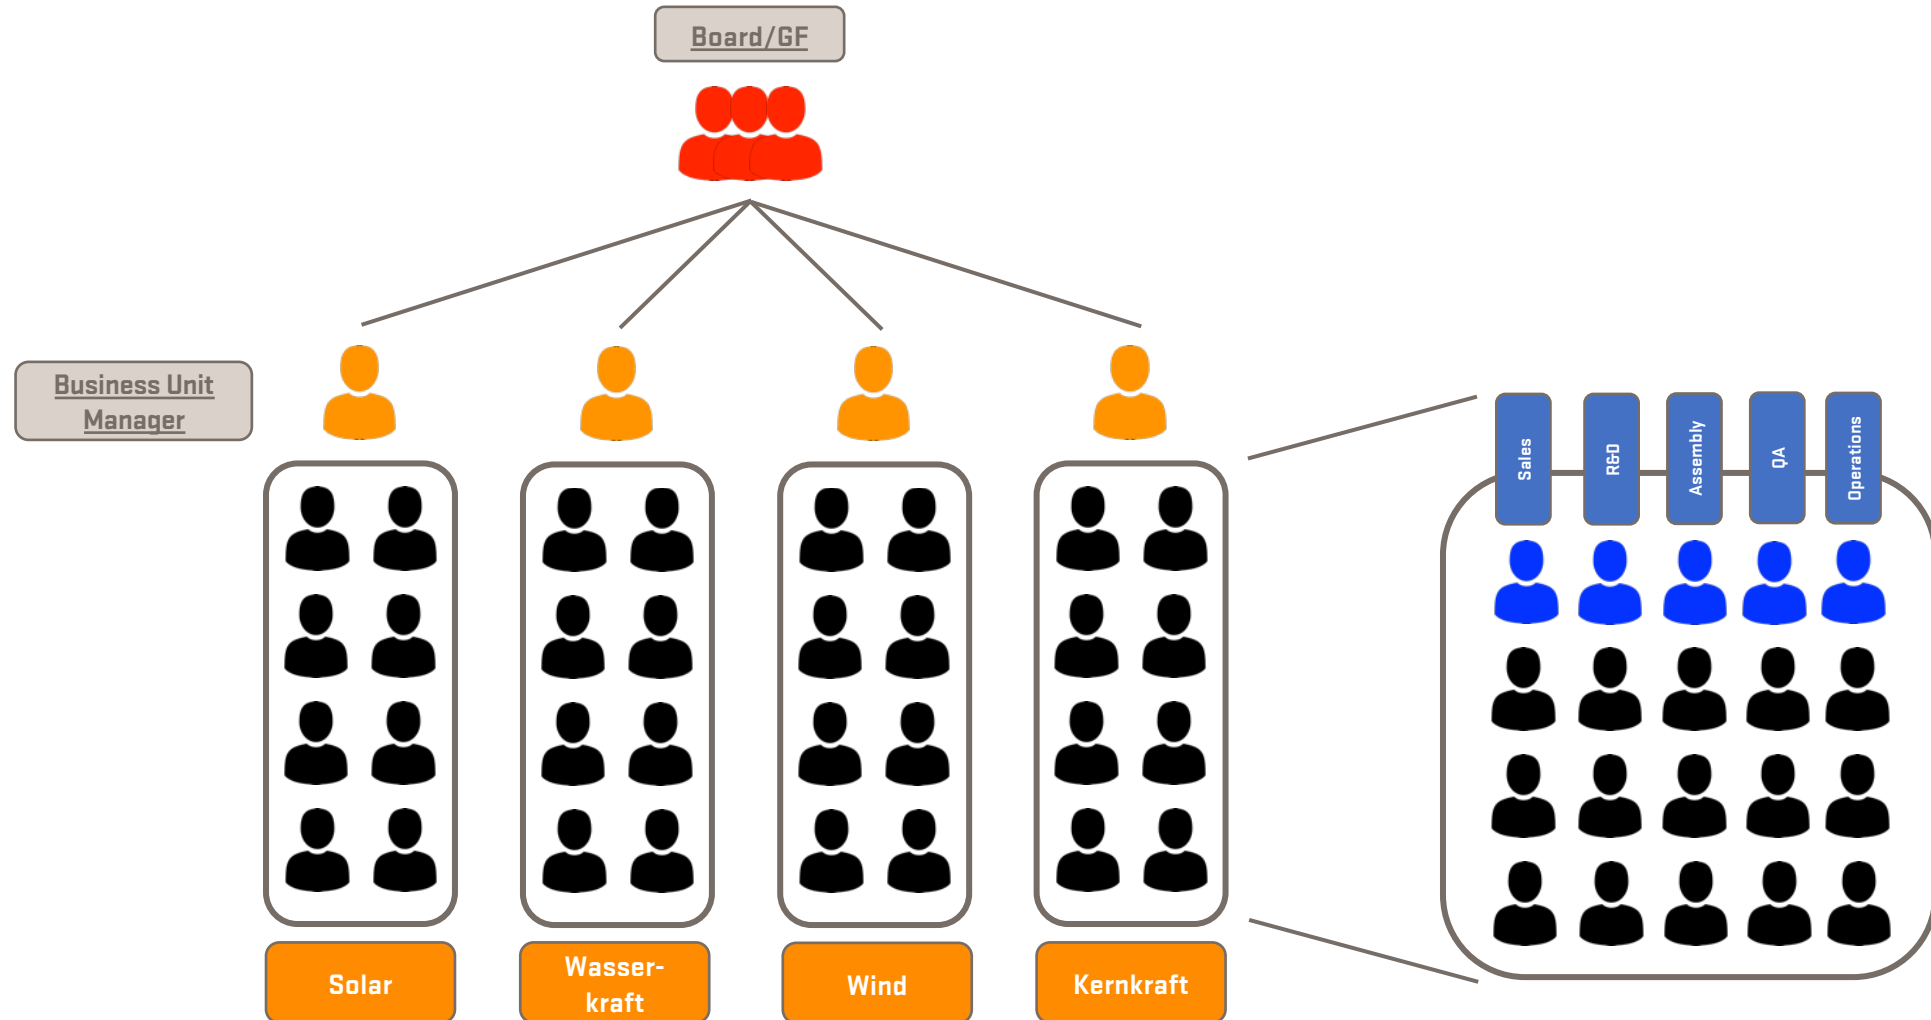 Board/GF
Business Unit
Manager
Sales
R&D
Assembly
QA
Operations
Solar
Wasser-
kraft
Wind
Kernkraft